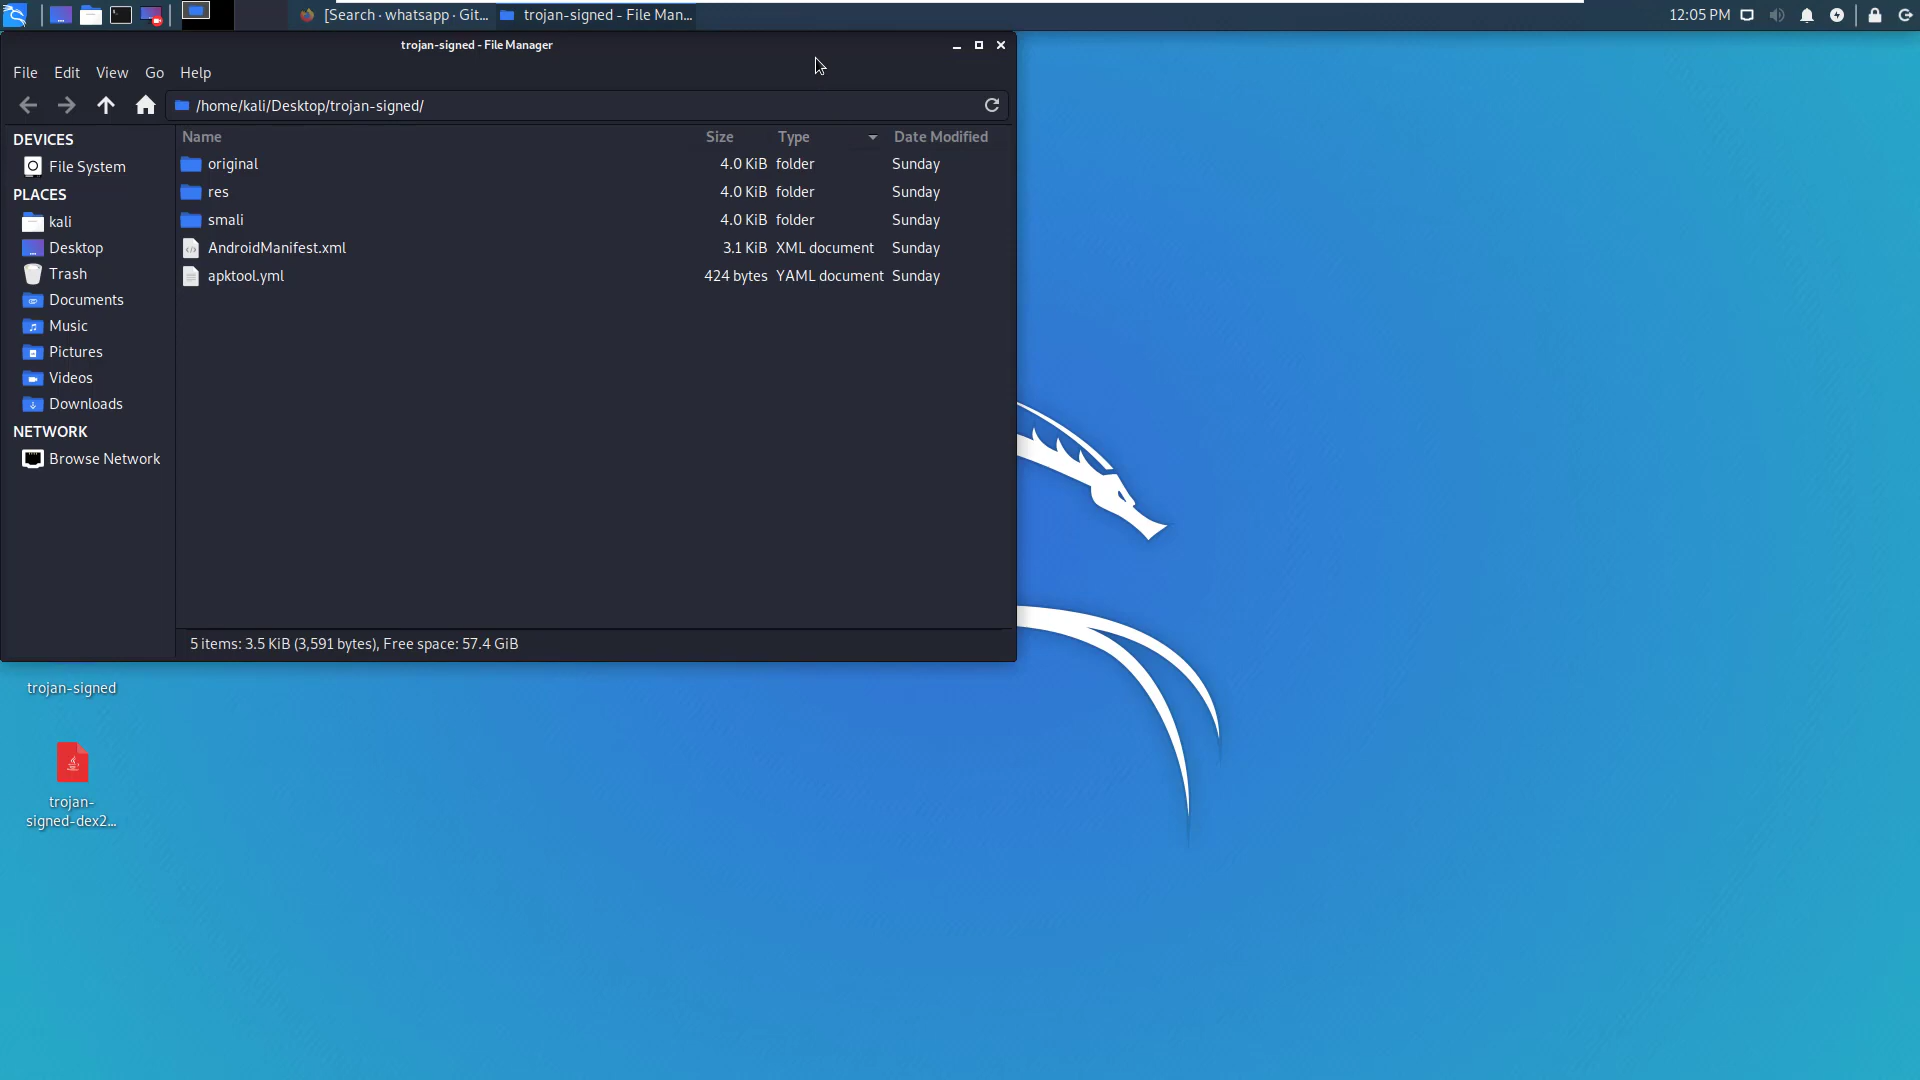 [Search · whatsapp · Git...
trojan-signed - File Man...
12:05 PM
trojan-signed - File Manager
File Edit View Go Help
/home/kali/Desktop/trojan-signed/
DEVICES
File System
PLACES
kali
Desktop
Trash
Documents
Music
Pictures
Videos
Downloads
NETWORK
Browse Network
Name Size Type Date Modified
original 4.0 KiB folder Sunday
res 4.0 KiB folder Sunday
smali 4.0 KiB folder Sunday
AndroidManifest.xml 3.1 KiB XML document Sunday
apktool.yml 424 bytes YAML document Sunday
5 items: 3.5 KiB (3,591 bytes), Free space: 57.4 GiB
trojan-signed
trojan-
signed-dex2...